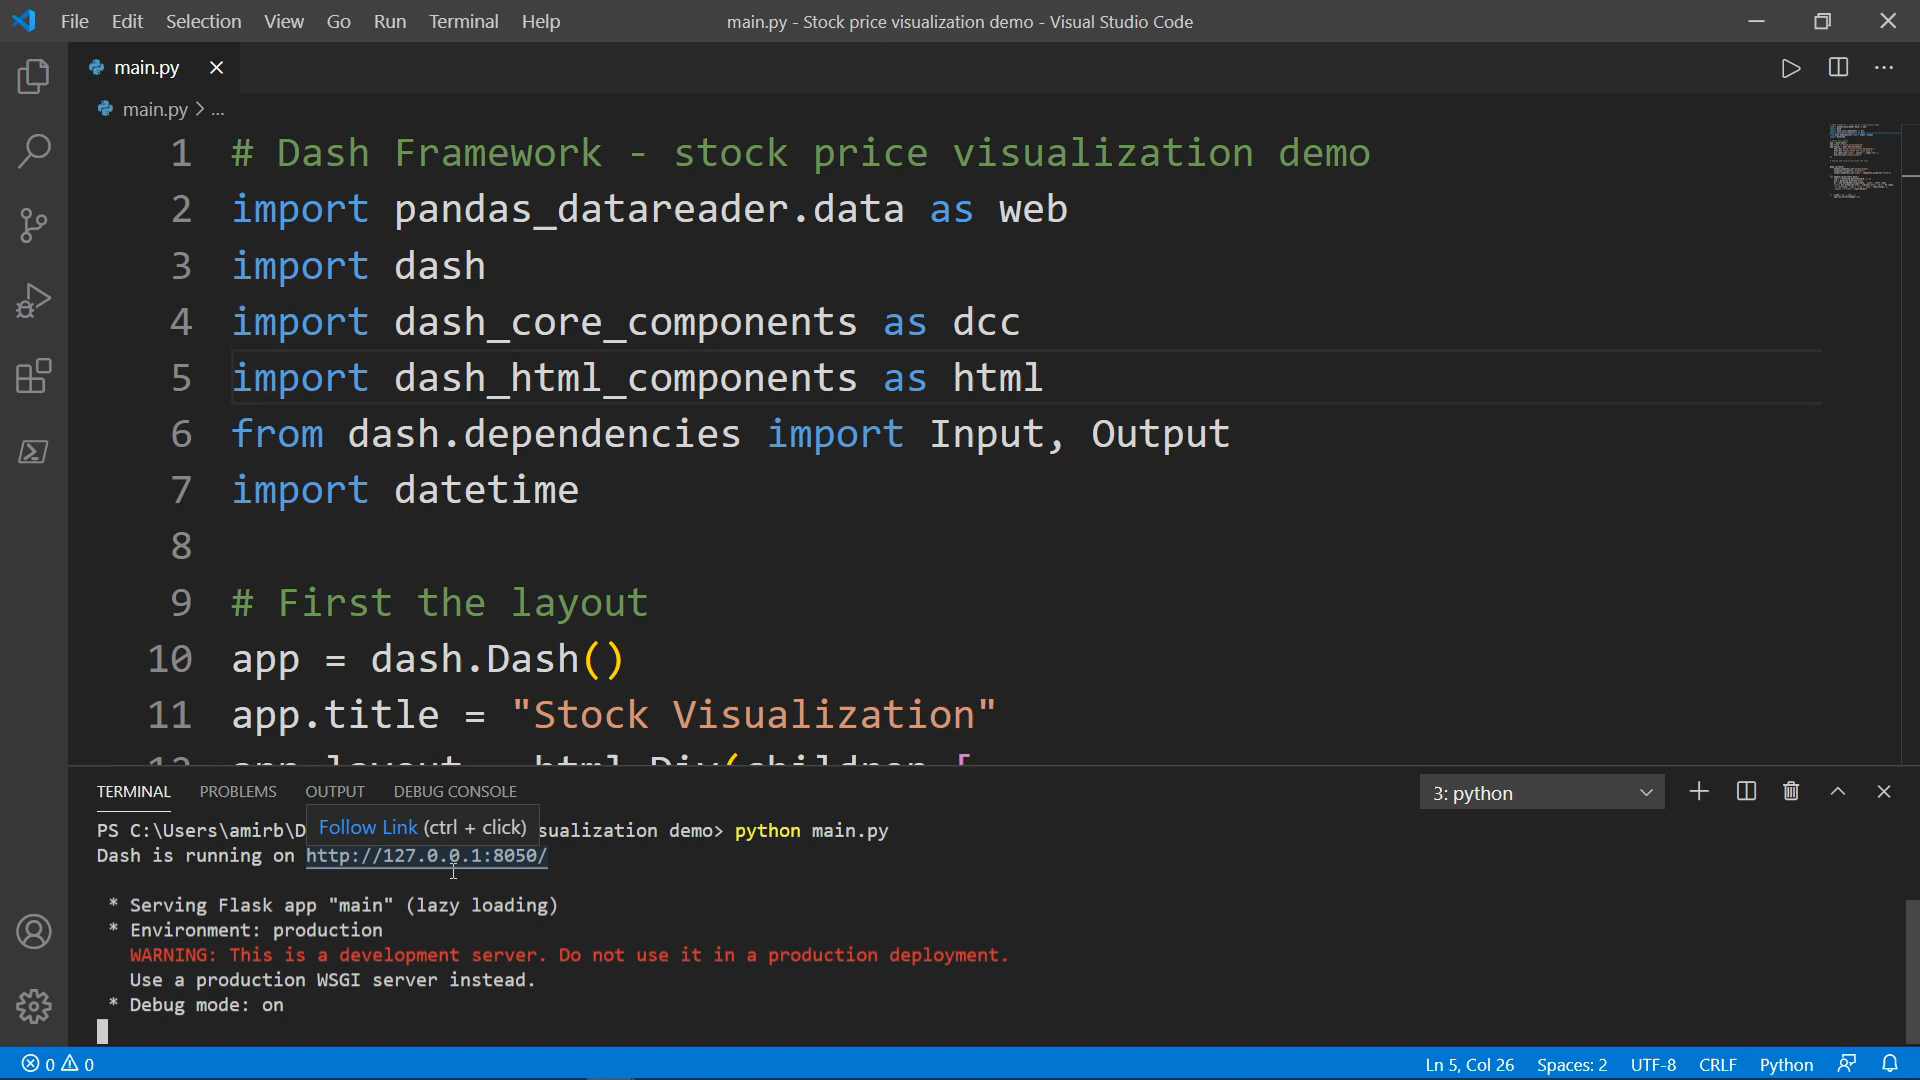 File Edit Selection View Go Run Terminal Help
main.py - Stock price visualization demo - Visual Studio Code
main.py
main.py > ...
1 # Dash Framework - stock price visualization demo
2 import pandas_datareader.data as web
3 import dash
4 import dash_core_components as dcc
5 import dash_html_components as html
6 from dash.dependencies import Input, Output
7 import datetime
8
9 # First the layout
10 app = dash.Dash()
11 app.title = "Stock Visualization"
12 app.layout = html.Div(children=[
TERMINAL PROBLEMS OUTPUT DEBUG CONSOLE
3: python
PS C:\Users\amirb\D
Follow Link (ctrl + click)
sualization demo> python main.py
Dash is running on http://127.0.0.1:8050/
* Serving Flask app "main" (lazy loading)
* Environment: production
WARNING: This is a development server. Do not use it in a production deployment.
Use a production WSGI server instead.
* Debug mode: on
0 0
Ln 5, Col 26 Spaces: 2 UTF-8 CRLF Python